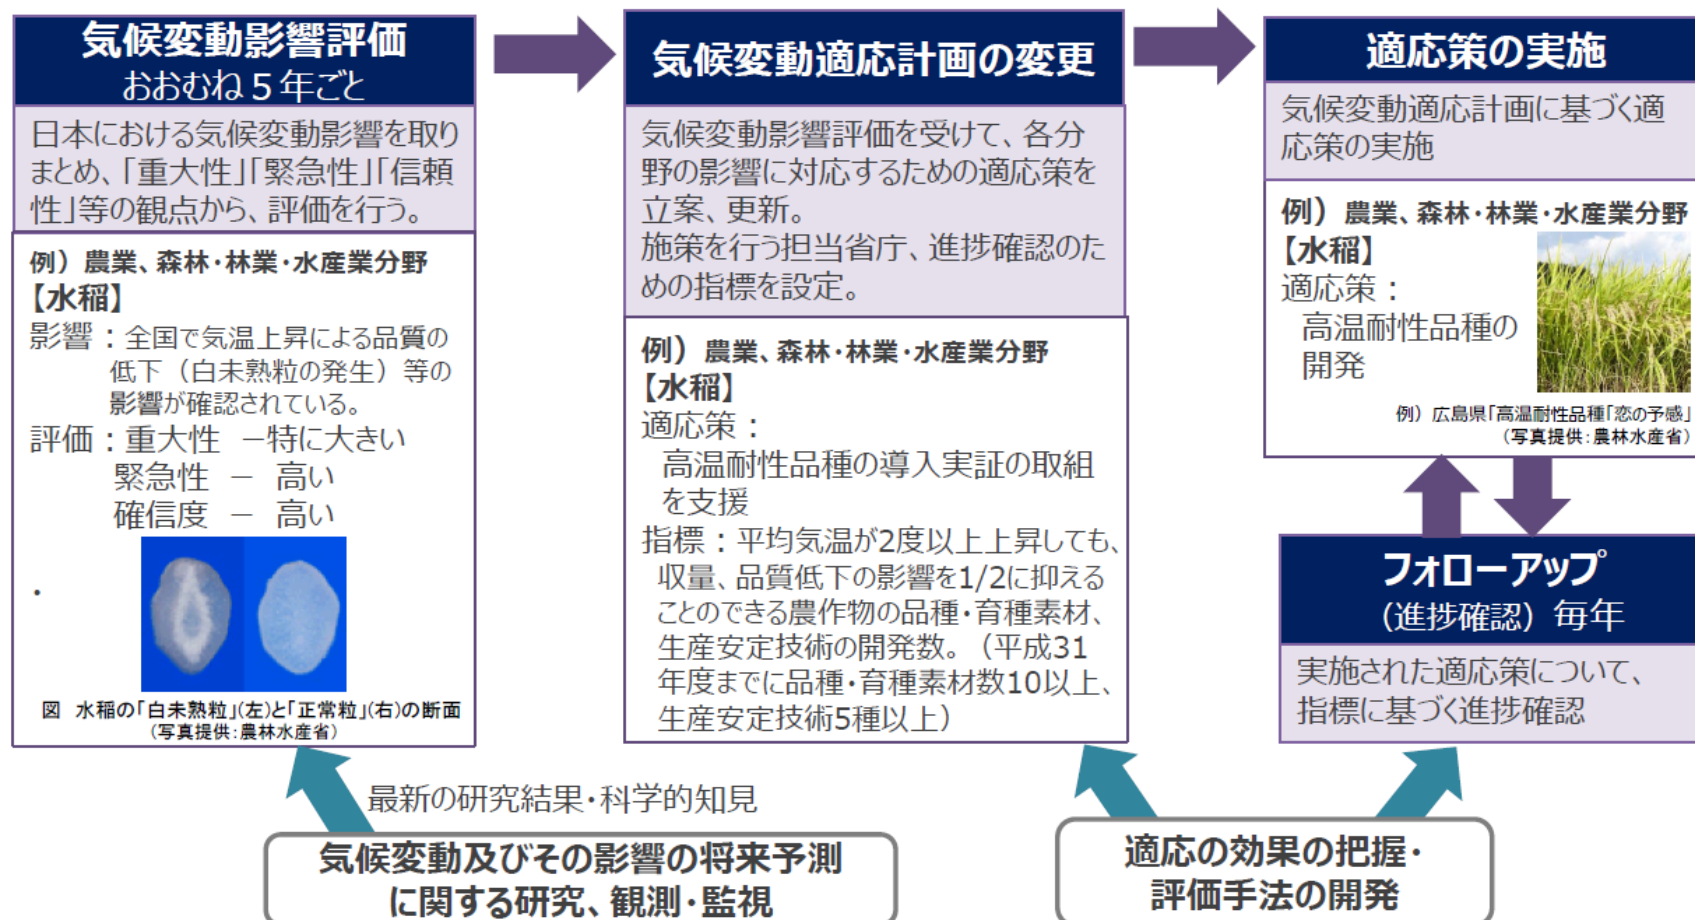 気候変動影響評価
おおむね5年ごと
日本における気候変動影響を取り
まとめ、「重大性」「緊急性」「信頼
性」等の観点から、評価を行う。
例）農業、森林・林業・水産業分野
【水稲】
影響：全国で気温上昇による品質の
低下（白未熟粒の発生）等の
影響が確認されている。
評価：重大性 －特に大きい
緊急性 － 高い
確信度 － 高い
・
図 水稲の「白未熟粒」(左)と「正常粒」(右)の断面
（写真提供：農林水産省）
気候変動適応計画の変更
気候変動影響評価を受けて、各分
野の影響に対応するための適応策を
立案、更新。
施策を行う担当省庁、進捗確認のた
めの指標を設定。
例）農業、森林・林業・水産業分野
【水稲】
適応策：
高温耐性品種の導入実証の取組
を支援
指標：平均気温が2度以上上昇しても、
収量、品質低下の影響を1/2に抑える
ことのできる農作物の品種・育種素材、
生産安定技術の開発数。（平成31
年度までに品種・育種素材数10以上、
生産安定技術5種以上）
適応策の実施
気候変動適応計画に基づく適
応策の実施
例）農業、森林・林業・水産業分野
【水稲】
適応策：
高温耐性品種の
開発
例）広島県「高温耐性品種「恋の予感」
（写真提供：農林水産省）
フォローアップ
（進捗確認）毎年
実施された適応策について、
指標に基づく進捗確認
最新の研究結果・科学的知見
気候変動及びその影響の将来予測
に関する研究、観測・監視
適応の効果の把握・
評価手法の開発